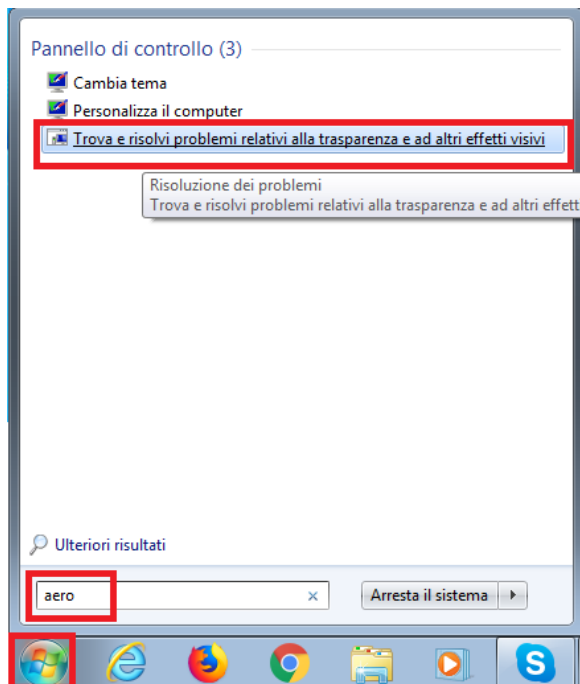 Pannello di controllo (3)
Cambia tema
Personalizza il computer
Trova e risolvi problemi relativi alla trasparenza e ad altri effetti visivi
Risoluzione dei problemi
Trova e risolvi problemi relativi alla trasparenza e ad altri effett
Ulteriori risultati
aero
Arresta il sistema